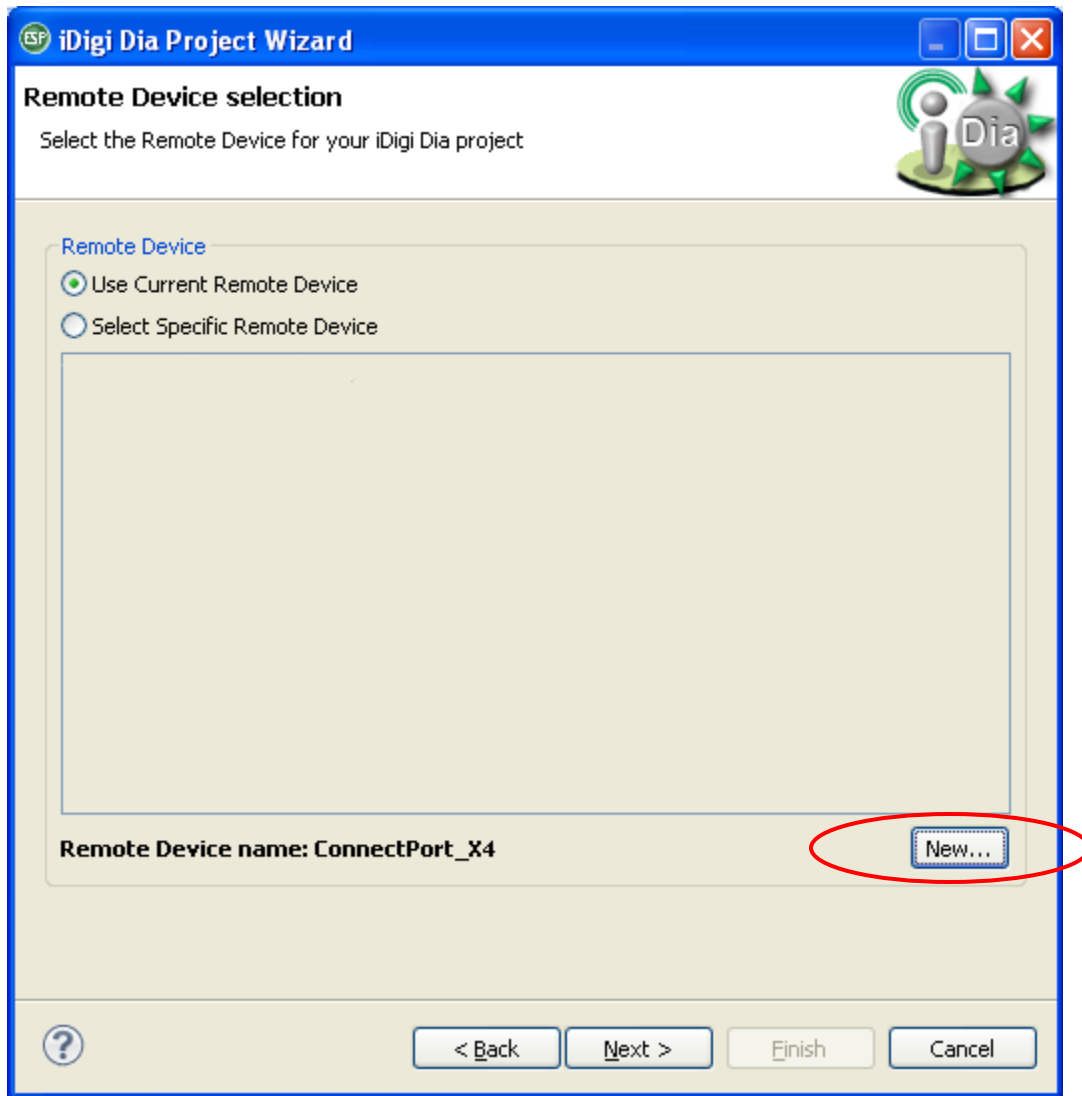 ESP iDigi Dia Project Wizard
Remote Device selection
Select the Remote Device for your iDigi Dia project
i Dia
Remote Device
Use Current Remote Device
Select Specific Remote Device
Remote Device name: ConnectPort_X4
New...
?
< Back
Next >
Finish
Cancel